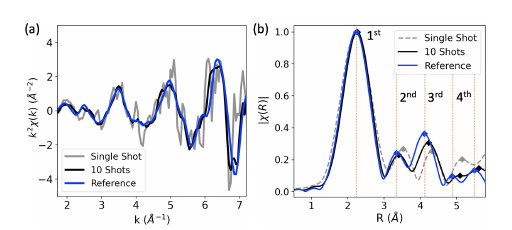 (a)
4
2
0
−2
−4
k²χ(k) (Å⁻²)
Single Shot
10 Shots
Reference
2 3 4 5 6 7
k (Å⁻¹)
(b)
1.0
0.8
0.6
0.4
0.2
0.0
|χ(R)|
1st
Single Shot
10 Shots
Reference
2nd 3rd 4th
1 2 3 4 5
R (Å)